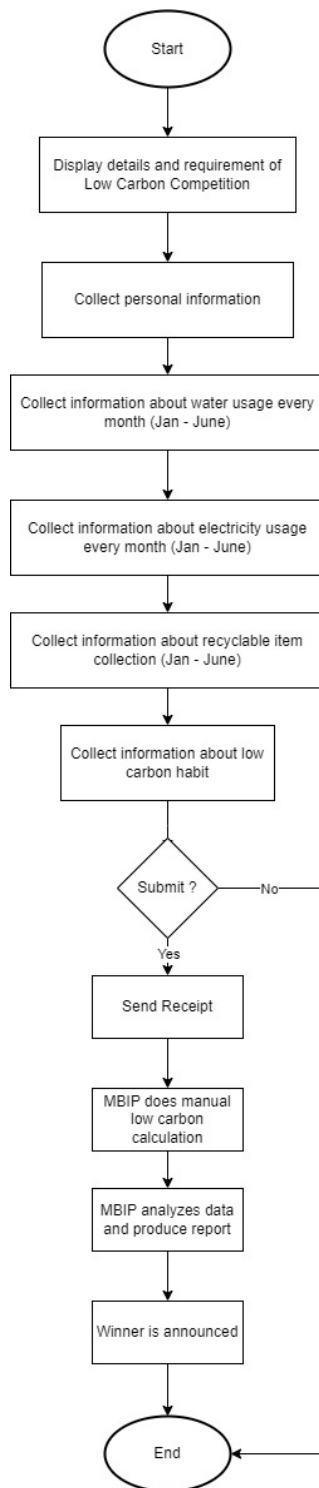 Start
Display details and requirement of
Low Carbon Competition
Collect personal information
Collect information about water usage every
month (Jan - June)
Collect information about electricity usage
every month (Jan - June)
Collect information about recyclable item
collection (Jan - June)
Collect information about low
carbon habit
Submit ?
No
Yes
Send Receipt
MBIP does manual
low carbon
calculation
MBIP analyzes data
and produce report
Winner is announced
End